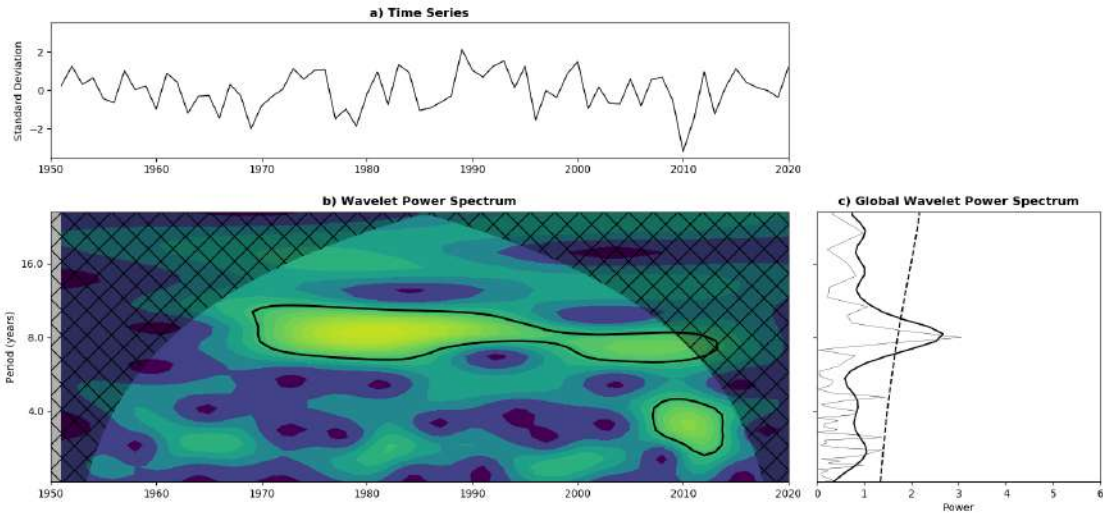 a) Time Series
Standard Deviation
2
0
−2
1950 1960 1970 1980 1990 2000 2010 2020
b) Wavelet Power Spectrum
c) Global Wavelet Power Spectrum
Period (years)
16.0
8.0
4.0
1950 1960 1970 1980 1990 2000 2010 2020
0 1 2 3 4 5 6
Power